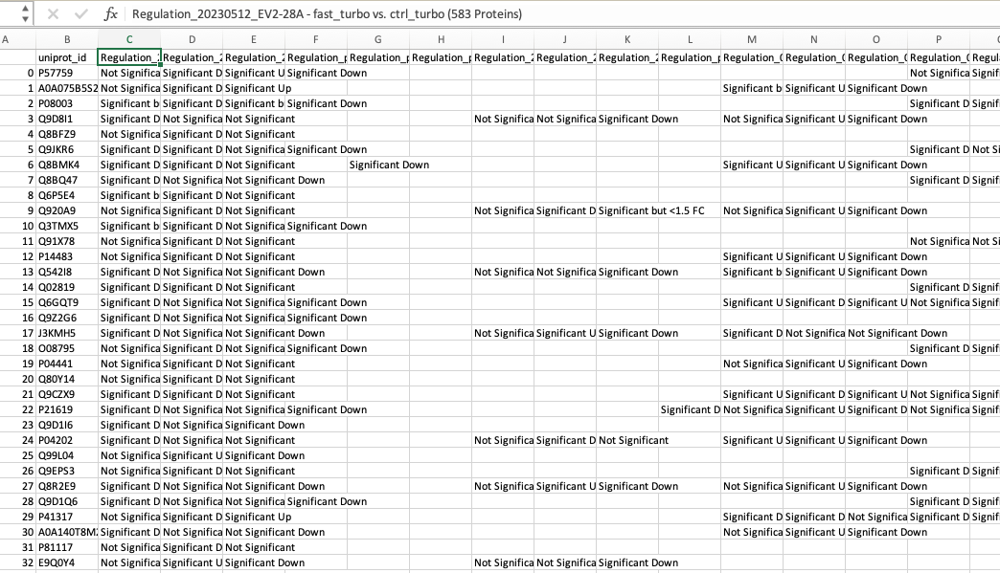 fx Regulation_20230512_EV2-28A - fast_turbo vs. ctrl_turbo (583 Proteins)
A B C D E F G H I J K L M N O P
uniprot_id Regulation_2 Regulation_2 Regulation_2 Regulation_p Regulation_p Regulation_p Regulation_2 Regulation_2 Regulation_2 Regulation_p Regulation_0 Regulation_0 Regulation_0 Regulation_0 Regul
0 P57759 Not Significa Significant D Significant U Significant Down Not Significa Signif
1 A0A075B5S2 Not Significa Significant D Significant Up Significant b Significant U Significant Down
2 P08003 Significant b Significant D Significant b Significant Down Significant D Signif
3 Q9D8I1 Significant D Not Significa Not Significant Not Significa Not Significa Significant Down Not Significa Significant U Significant Down
4 Q8BFZ9 Not Significa Significant D Not Significant
5 Q9JKR6 Significant D Significant D Not Significa Significant Down Significant D Not Si
6 Q8BMK4 Significant D Significant D Not Significant Significant Down Significant U Significant U Significant Down
7 Q8BQ47 Significant D Not Significa Not Significant Down Significant D Signif
8 Q6P5E4 Significant b Significant D Not Significant
9 Q920A9 Not Significa Significant D Not Significant Not Significa Significant D Significant but <1.5 FC Not Significa Significant U Significant Down
10 Q3TMX5 Significant b Significant D Not Significa Significant Down
11 Q91X78 Not Significa Significant D Not Significant Not Significa Not Si
12 P14483 Not Significa Significant D Not Significant Significant U Significant U Significant Down
13 Q542I8 Significant D Not Significa Not Significant Down Not Significa Not Significa Significant Down Significant b Significant U Significant Down
14 Q02819 Significant D Significant D Not Significant Significant D Signif
15 Q6GQT9 Significant D Not Significa Not Significa Significant Down Significant U Significant D Significant U Not Significa Signif
16 Q9Z2G6 Significant D Not Significa Not Significa Significant Down
17 J3KMH5 Significant D Not Significa Not Significant Down Not Significa Significant U Significant Down Significant D Not Significa Not Significant Down
18 O08795 Not Significa Significant D Not Significa Significant Down Significant D Signif
19 P04441 Not Significa Significant D Not Significant Not Significa Significant U Significant Down
20 Q80Y14 Not Significa Significant D Not Significant
21 Q9CZX9 Significant D Significant D Not Significant Significant U Significant D Significant U Not Significa Signif
22 P21619 Significant D Not Significa Not Significa Significant Down Significant D Not Significa Significant U Significant D Not Significa Signif
23 Q9D1I6 Significant D Not Significa Significant Down
24 P04202 Significant D Not Significa Not Significant Not Significa Significant D Not Significant Significant U Significant U Significant Down
25 Q99L04 Not Significa Significant U Significant Down
26 Q9EPS3 Not Significa Significant D Not Significant Significant D Signif
27 Q8R2E9 Significant D Not Significa Not Significant Down Not Significa Significant U Significant Down Not Significa Significant U Significant Down
28 Q9D1Q6 Significant D Not Significa Not Significa Significant Down Significant D Signif
29 P41317 Not Significa Significant D Significant Up Significant D Significant D Not Significa Significant D Signif
30 A0A140T8M Significant D Not Significa Not Significant Down Not Significa Significant U Significant Down
31 P81117 Not Significa Significant D Not Significant
32 E9Q0Y4 Not Significa Significant U Significant Down Not Significa Not Significa Significant Down